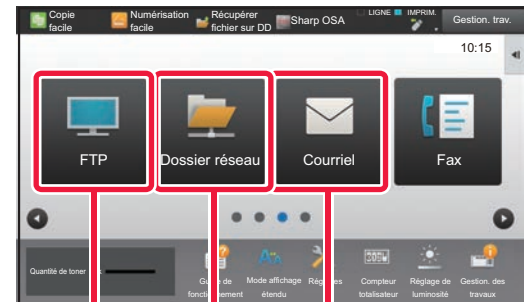 Copie facile
Numérisation facile
Récupérer fichier sur DD
Sharp OSA
LIGNE
IMPRIM.
Gestion. trav.
10:15
FTP
Dossier réseau
Courriel
Fax
Quantité de toner
Mode affichage étendu
Compteur totalisateur
Réglage de luminosité
Gestion. des travaux